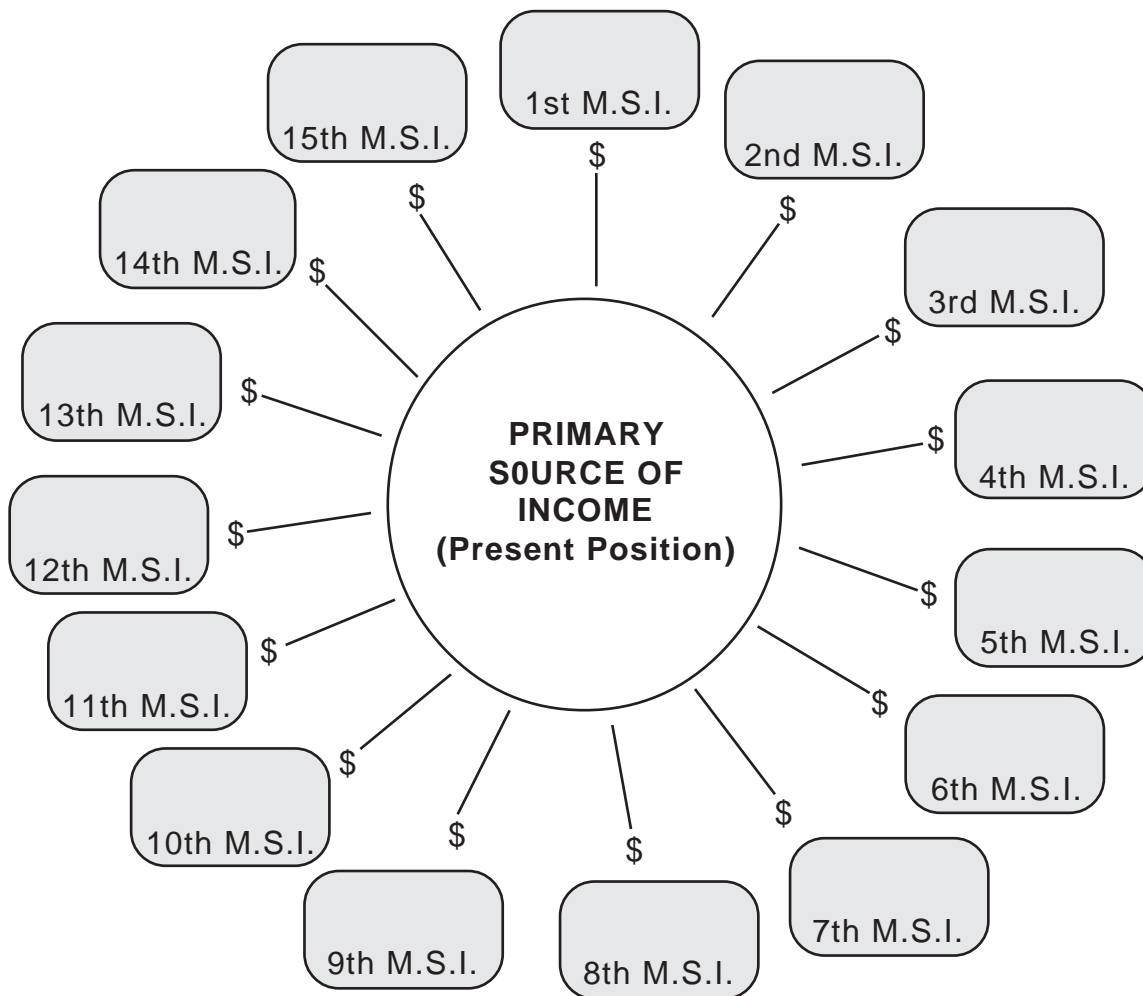 1st M.S.I.
$
2nd M.S.I.
$
3rd M.S.I.
$
4th M.S.I.
$
5th M.S.I.
$
6th M.S.I.
$
7th M.S.I.
$
8th M.S.I.
$
9th M.S.I.
$
10th M.S.I.
$
11th M.S.I.
$
12th M.S.I.
$
13th M.S.I.
$
14th M.S.I.
$
15th M.S.I.
$
PRIMARY
S0URCE OF
INCOME
(Present Position)